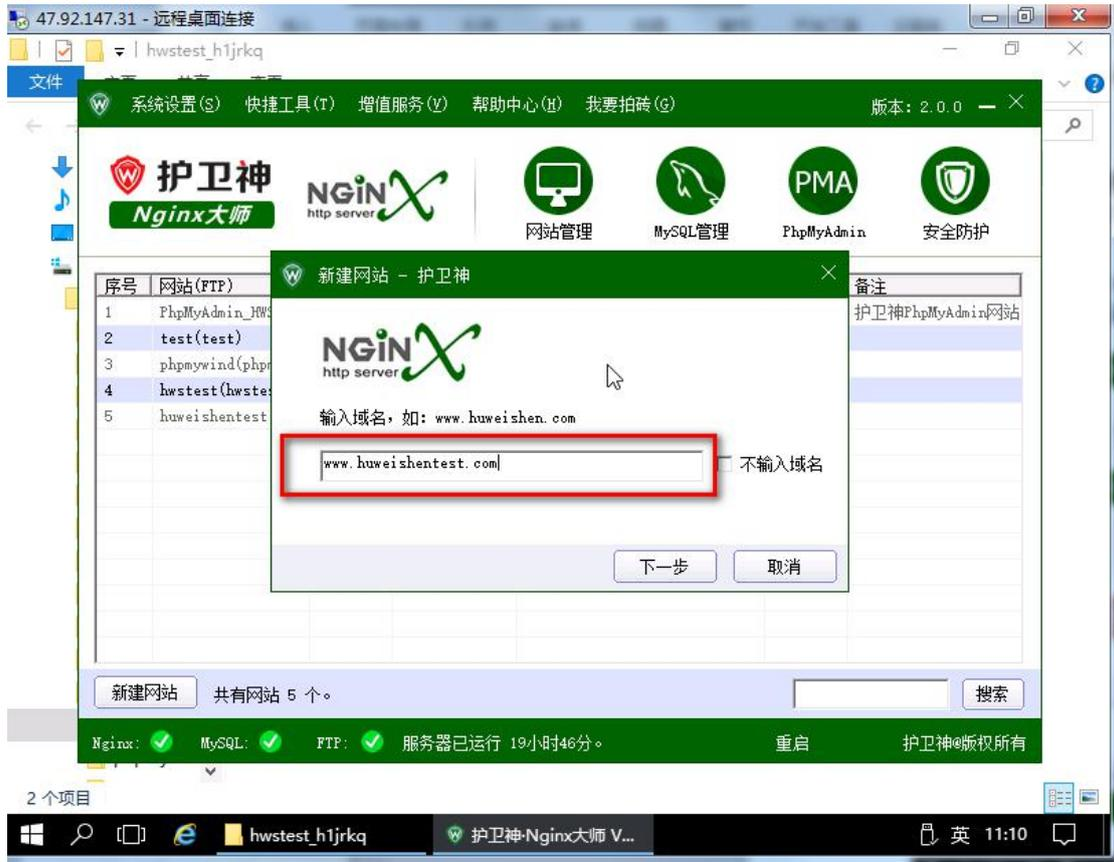 47.92.147.31 - 远程桌面连接
hwstest_h1jrkq
文件
系统设置(S) 快捷工具(T) 增值服务(V) 帮助中心(H) 我要拍砖(G) 版本: 2.0.0
护卫神
Nginx大师
NGiNX
http server
网站管理 MySQL管理 PhpMyAdmin 安全防护
PMA
序号 网站(FTP) 备注
1 PhpMyAdmin_HWS 护卫神PhpMyAdmin网站
2 test(test)
3 phpmywind(phpm
4 hwstest(hwstes
5 huweishentest
新建网站 - 护卫神
NGiNX
http server
输入域名，如: www.huweishen.com
www.huweishentest.com
不输入域名
下一步 取消
新建网站 共有网站 5 个。 搜索
Nginx: MySQL: FTP: 服务器已运行 19小时46分。 重启 护卫神@版权所有
2 个项目
hwstest_h1jrkq 护卫神·Nginx大师 V... 英 11:10